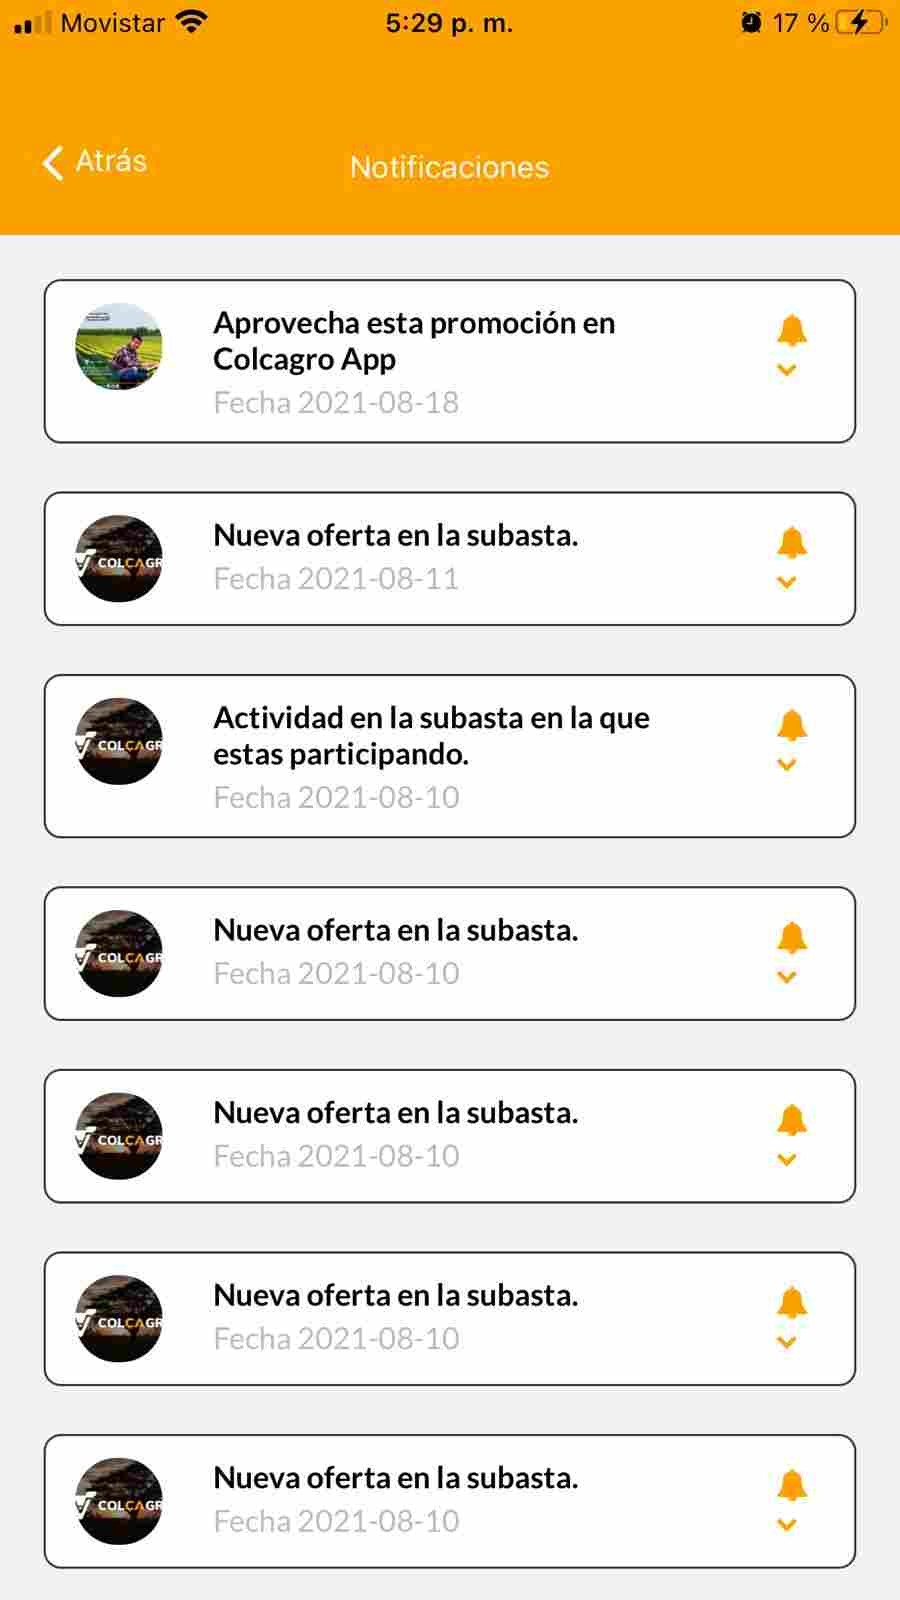 Movistar 5:29 p. m. 17 %
Atrás
Notificaciones
Aprovecha esta promoción en
Colcagro App
Fecha 2021-08-18
Nueva oferta en la subasta.
COLCAGR
Fecha 2021-08-11
Actividad en la subasta en la que
COLCAGR
estas participando.
Fecha 2021-08-10
Nueva oferta en la subasta.
COLCAGR
Fecha 2021-08-10
Nueva oferta en la subasta.
COLCAGR
Fecha 2021-08-10
Nueva oferta en la subasta.
COLCAGR
Fecha 2021-08-10
Nueva oferta en la subasta.
COLCAGR
Fecha 2021-08-10